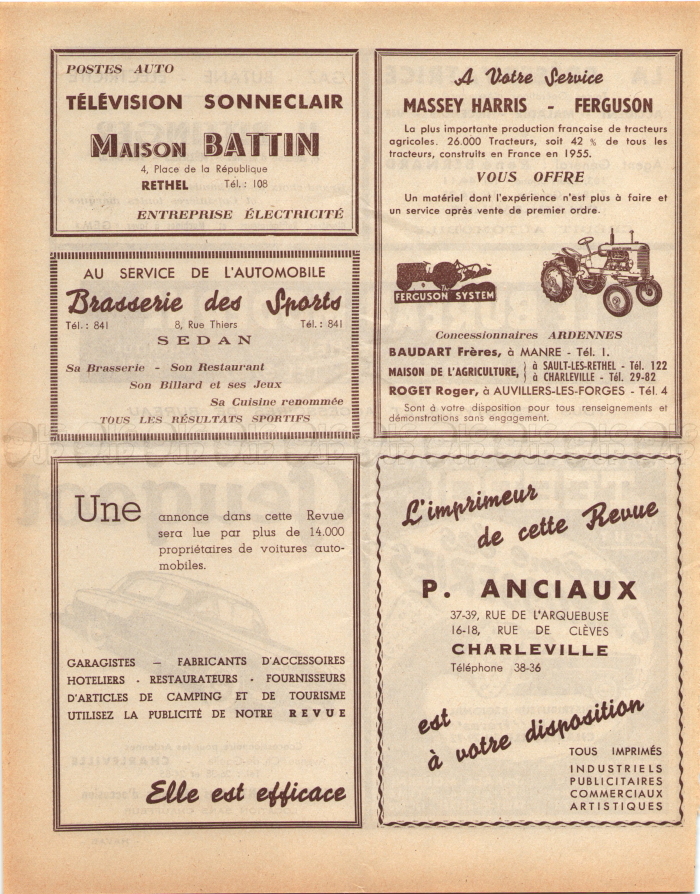 POSTES AUTO
TÉLÉVISION SONNECLAIR
MAISON BATTIN
4, Place de la République
RETHEL Tél. : 108
ENTREPRISE ÉLECTRICITÉ
AU SERVICE DE L'AUTOMOBILE
Brasserie des Sports
Tél. : 841 8, Rue Thiers Tél. : 841
SEDAN
Sa Brasserie - Son Restaurant
Son Billard et ses Jeux
Sa Cuisine renommée
TOUS LES RÉSULTATS SPORTIFS
A Votre Service
MASSEY HARRIS - FERGUSON
La plus importante production française de tracteurs
agricoles. 26.000 Tracteurs, soit 42 % de tous les
tracteurs, construits en France en 1955.
VOUS OFFRE
Un matériel dont l'expérience n'est plus à faire et
un service après vente de premier ordre.
FERGUSON SYSTEM
Concessionnaires ARDENNES
BAUDART Frères, à MANRE - Tél. 1.
MAISON DE L'AGRICULTURE, à SAULT-LES-RETHEL - Tél. 122
à CHARLEVILLE - Tél. 29-82
ROGET Roger, à AUVILLERS-LES-FORGES - Tél. 4
Sont à votre disposition pour tous renseignements et
démonstrations sans engagement.
Une annonce dans cette Revue
sera lue par plus de 14.000
propriétaires de voitures auto-
mobiles.
GARAGISTES — FABRICANTS D'ACCESSOIRES
HOTELIERS - RESTAURATEURS - FOURNISSEURS
D'ARTICLES DE CAMPING ET DE TOURISME
UTILISEZ LA PUBLICITÉ DE NOTRE REVUE
Elle est efficace
L'imprimeur
de cette Revue
P. ANCIAUX
37-39, RUE DE L'ARQUEBUSE
16-18, RUE DE CLÈVES
CHARLEVILLE
Téléphone 38-36
est
à votre disposition
TOUS IMPRIMÉS
INDUSTRIELS
PUBLICITAIRES
COMMERCIAUX
ARTISTIQUES